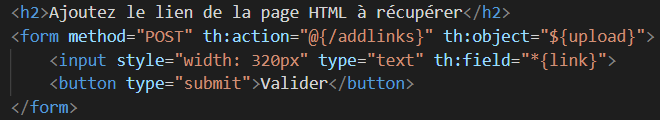 <h2>Ajoutez le lien de la page HTML à récupérer</h2>
<form method="POST" th:action="@{/addlinks}" th:object="${upload}">
<input style="width: 320px" type="text" th:field="*{link}">
<button type="submit">Valider</button>
</form>